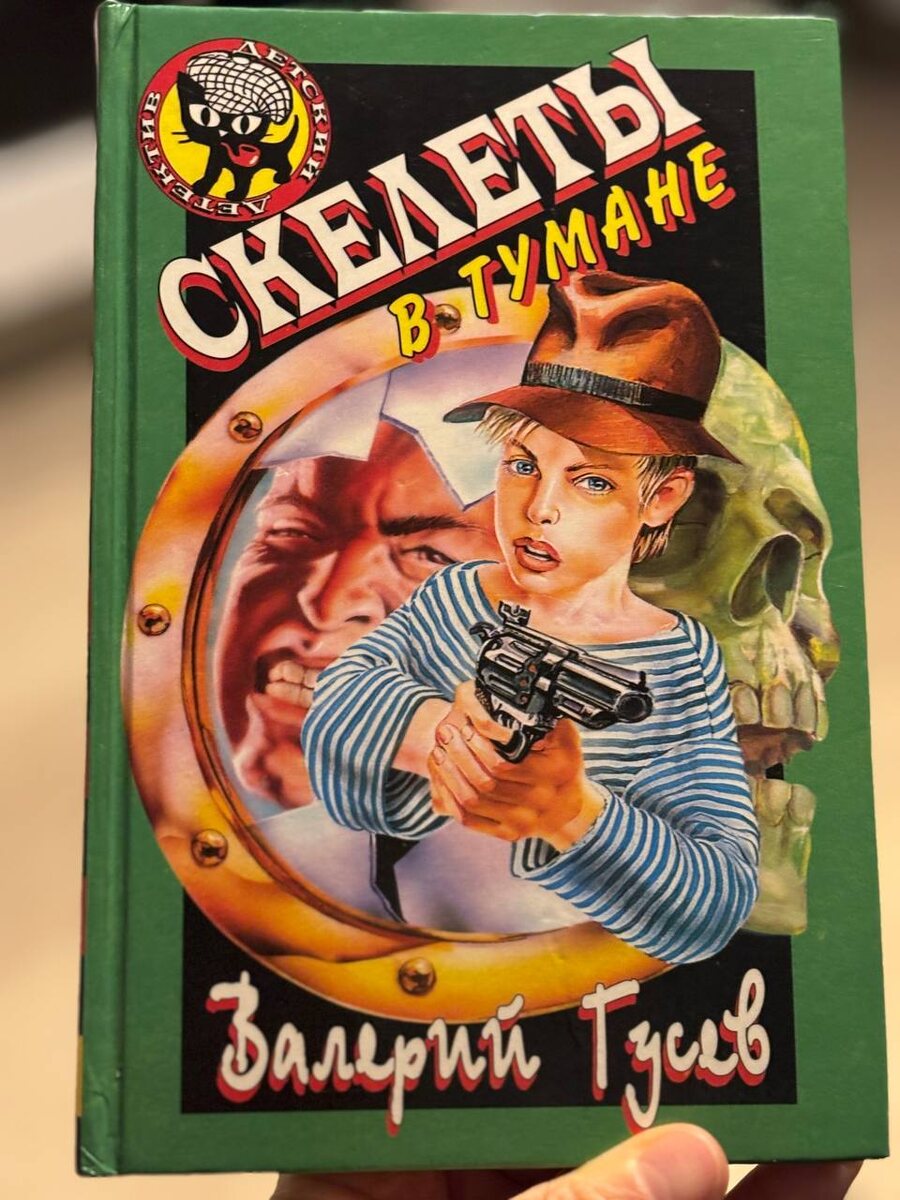 ДЕТСКИЙ ДЕТЕКТИВ
СКЕЛЕТЫ
В ТУМАНЕ
Валерий Гусев